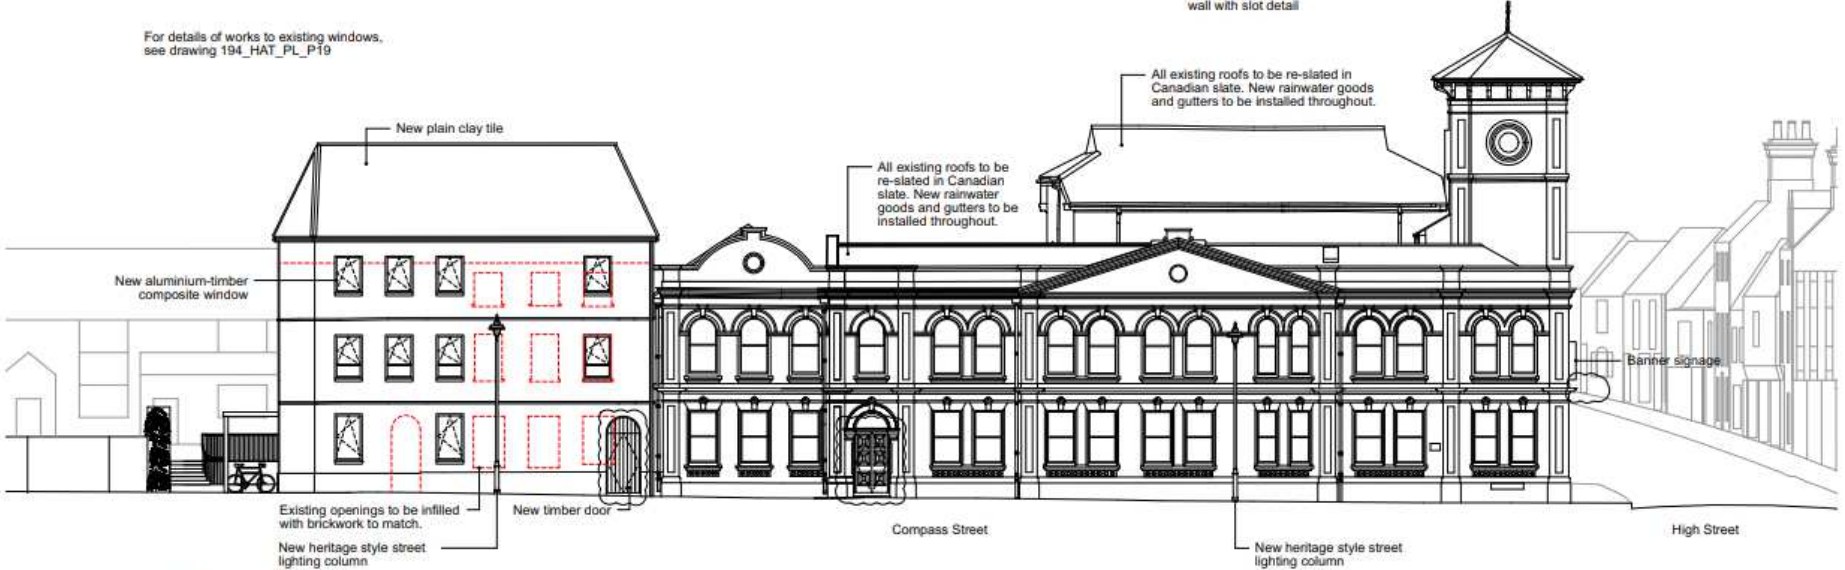 wall with slot detail
For details of works to existing windows,
see drawing 194_HAT_PL_P19
All existing roofs to be re-slated in
Canadian slate. New rainwater goods
and gutters to be installed throughout.
New plain clay tile
All existing roofs to be
re-slated in Canadian
slate. New rainwater
goods and gutters to be
installed throughout.
New aluminium-timber
composite window
Banner signage
Existing openings to be infilled
with brickwork to match.
New timber door
New heritage style street
lighting column
Compass Street
New heritage style street
lighting column
High Street